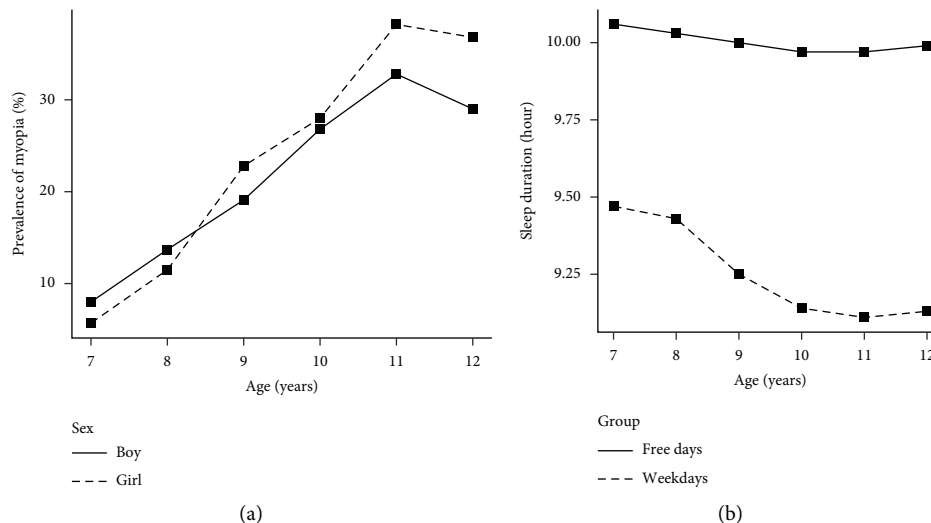 Prevalence of myopia (%)
30
20
10
7 8 9 10 11 12
Age (years)
Sex
Boy
Girl
(a)
Sleep duration (hour)
10.00
9.75
9.50
9.25
7 8 9 10 11 12
Age (years)
Group
Free days
Weekdays
(b)